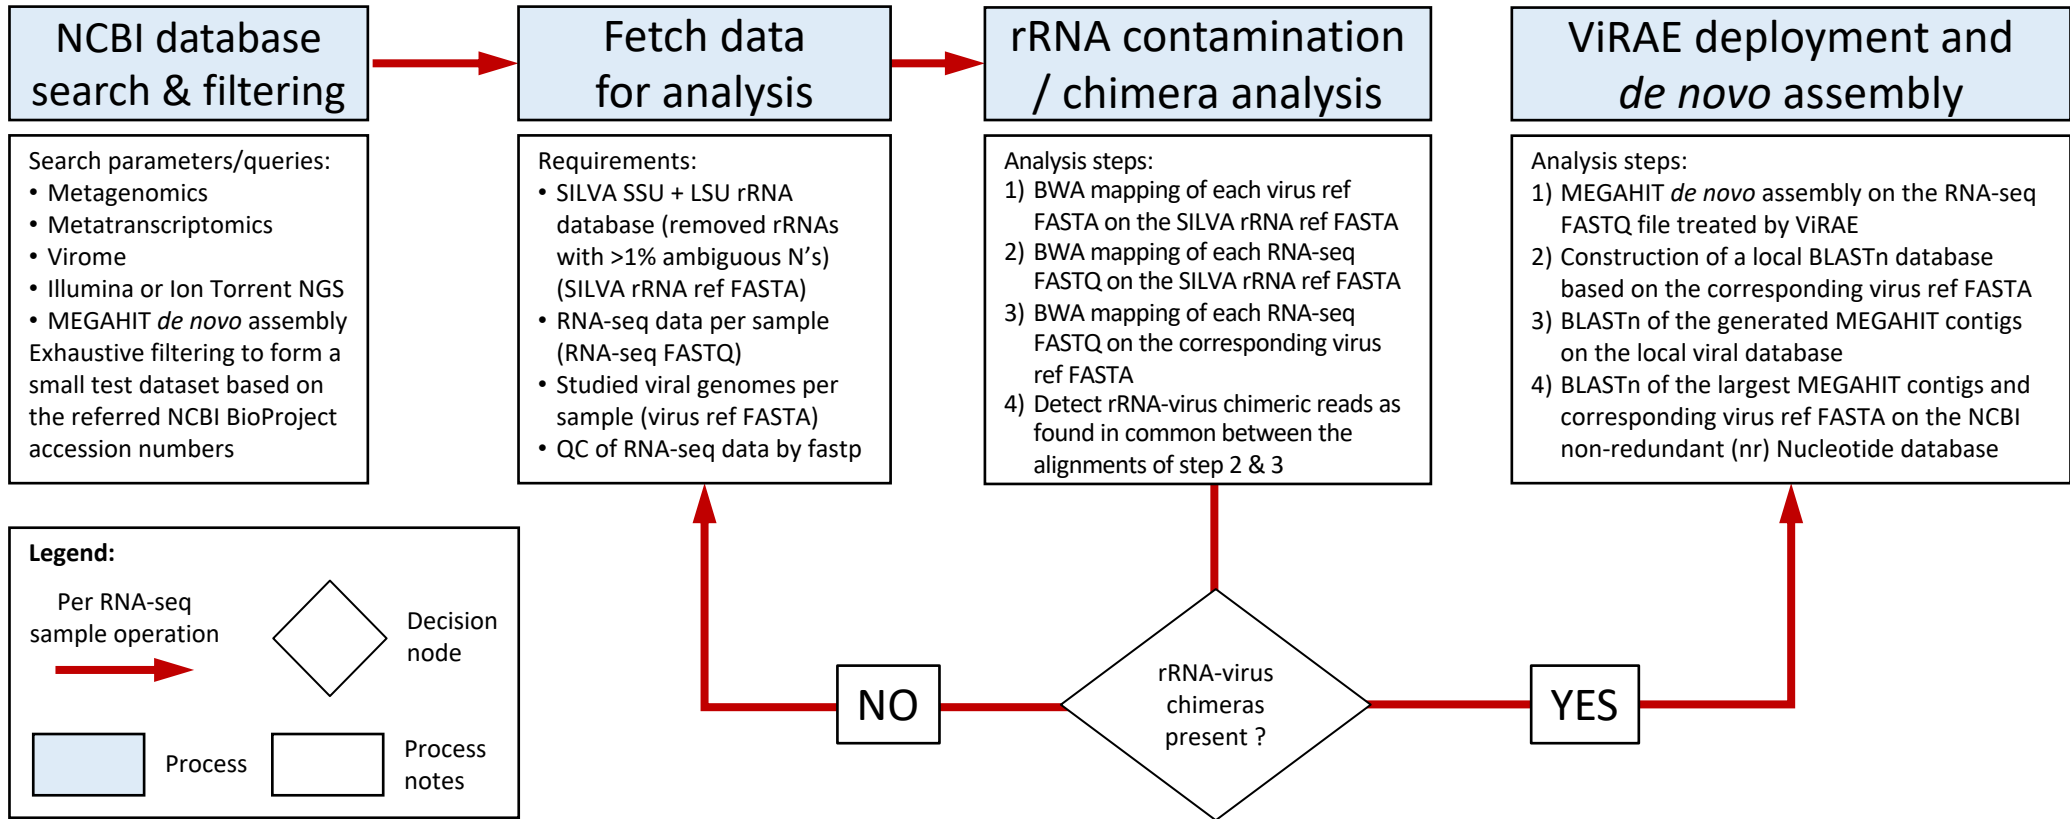 NCBI database
search & filtering
Search parameters/queries:
• Metagenomics
• Metatranscriptomics
• Virome
• Illumina or Ion Torrent NGS
• MEGAHIT de novo assembly
Exhaustive filtering to form a
small test dataset based on
the referred NCBI BioProject
accession numbers
Fetch data
for analysis
Requirements:
• SILVA SSU + LSU rRNA
database (removed rRNAs
with >1% ambiguous N’s)
(SILVA rRNA ref FASTA)
• RNA-seq data per sample
(RNA-seq FASTQ)
• Studied viral genomes per
sample (virus ref FASTA)
• QC of RNA-seq data by fastp
rRNA contamination
/ chimera analysis
Analysis steps:
1) BWA mapping of each virus ref
FASTA on the SILVA rRNA ref FASTA
2) BWA mapping of each RNA-seq
FASTQ on the SILVA rRNA ref FASTA
3) BWA mapping of each RNA-seq
FASTQ on the corresponding virus
ref FASTA
4) Detect rRNA-virus chimeric reads as
found in common between the
alignments of step 2 & 3
ViRAE deployment and
de novo assembly
Analysis steps:
1) MEGAHIT de novo assembly on the RNA-seq
FASTQ file treated by ViRAE
2) Construction of a local BLASTn database
based on the corresponding virus ref FASTA
3) BLASTn of the generated MEGAHIT contigs
on the local viral database
4) BLASTn of the largest MEGAHIT contigs and
corresponding virus ref FASTA on the NCBI
non-redundant (nr) Nucleotide database
Legend:
Per RNA-seq
sample operation
Decision
node
Process
Process
notes
NO
rRNA-virus
chimeras
present ?
YES